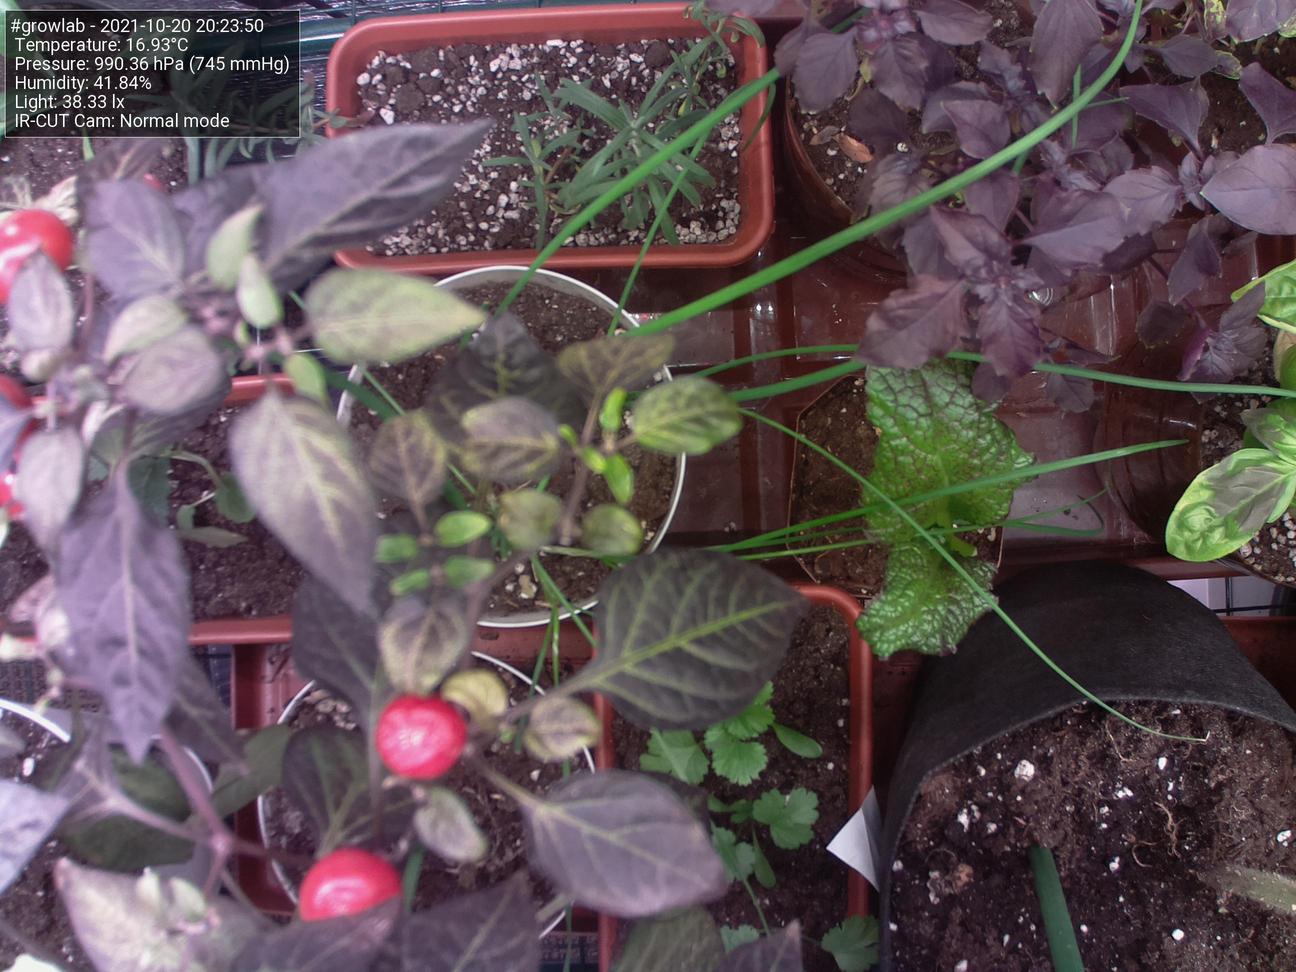 #growlab - 2021-10-20 20:23:50
Temperature: 16.93°C
Pressure: 990.36 hPa (745 mmHg)
Humidity: 41.84%
Light: 38.33 lx
IR-CUT Cam: Normal mode